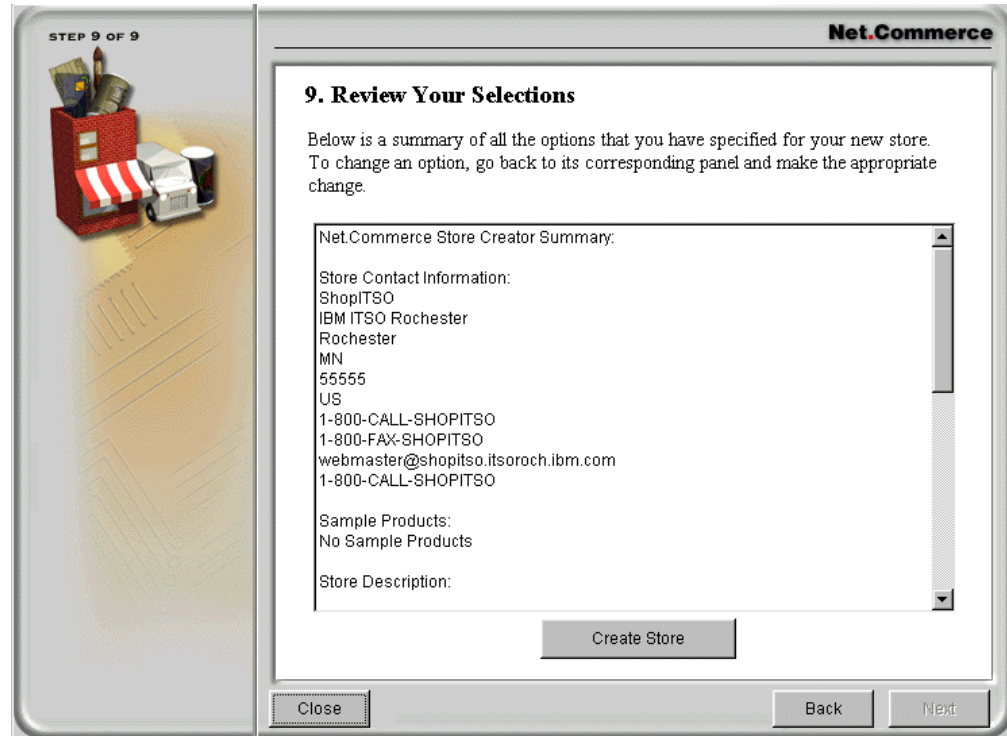 STEP 9 OF 9
Net.Commerce
9. Review Your Selections
Below is a summary of all the options that you have specified for your new store.
To change an option, go back to its corresponding panel and make the appropriate
change.
Net.Commerce Store Creator Summary:
Store Contact Information:
ShopITSO
IBM ITSO Rochester
Rochester
MN
55555
US
1-800-CALL-SHOPITSO
1-800-FAX-SHOPITSO
webmaster@shopitso.itsoroch.ibm.com
1-800-CALL-SHOPITSO
Sample Products:
No Sample Products
Store Description:
Create Store
Close
Back
Next